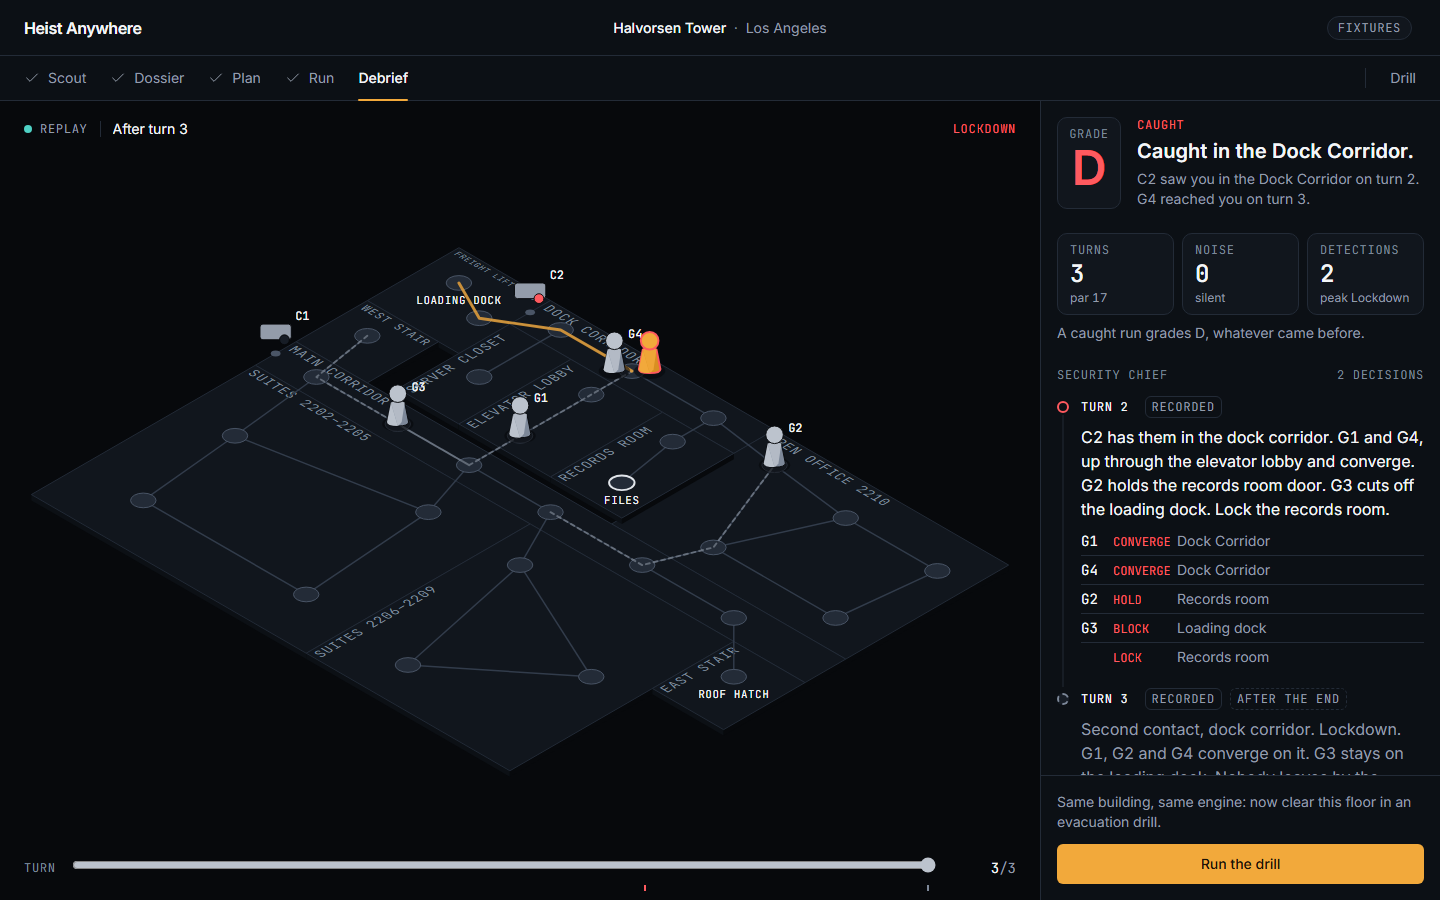 Heist Anywhere
Halvorsen Tower · Los Angeles
FIXTURES
Scout
Dossier
Plan
Run
Debrief
Drill
REPLAY
After turn 3
LOCKDOWN
FREIGHT LIFT
C2
LOADING DOCK
C1
WEST STAIR
DOCK CORRIDOR
G4
MAIN CORRIDOR
SERVER CLOSET
SUITES 2202-2205
G3
ELEVATOR LOBBY
G1
RECORDS ROOM
G2
OPEN OFFICE 2210
FILES
SUITES 2206-2209
EAST STAIR
ROOF HATCH
TURN
3/3
GRADE
D
CAUGHT
Caught in the Dock Corridor.
C2 saw you in the Dock Corridor on turn 2.
G4 reached you on turn 3.
TURNS
3
par 17
NOISE
0
silent
DETECTIONS
2
peak Lockdown
A caught run grades D, whatever came before.
SECURITY CHIEF
2 DECISIONS
TURN 2
RECORDED
C2 has them in the dock corridor. G1 and G4,
up through the elevator lobby and converge.
G2 holds the records room door. G3 cuts off
the loading dock. Lock the records room.
G1 CONVERGE Dock Corridor
G4 CONVERGE Dock Corridor
G2 HOLD Records room
G3 BLOCK Loading dock
LOCK Records room
TURN 3
RECORDED
AFTER THE END
Second contact, dock corridor. Lockdown.
G1, G2 and G4 converge on it. G3 stays on
the loading dock. Nobody leaves by the
Same building, same engine: now clear this floor in an
evacuation drill.
Run the drill